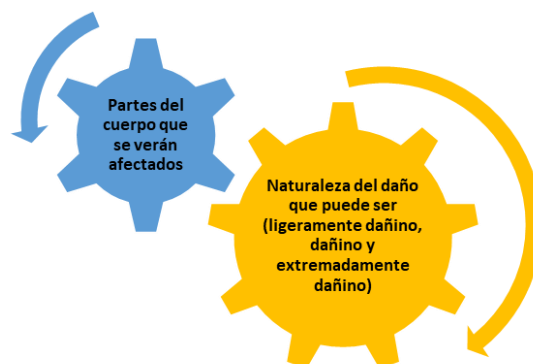 Partes del
cuerpo que
se verán
afectados
Naturaleza del daño
que puede ser
(ligeramente dañino,
dañino y
extremadamente
dañino)